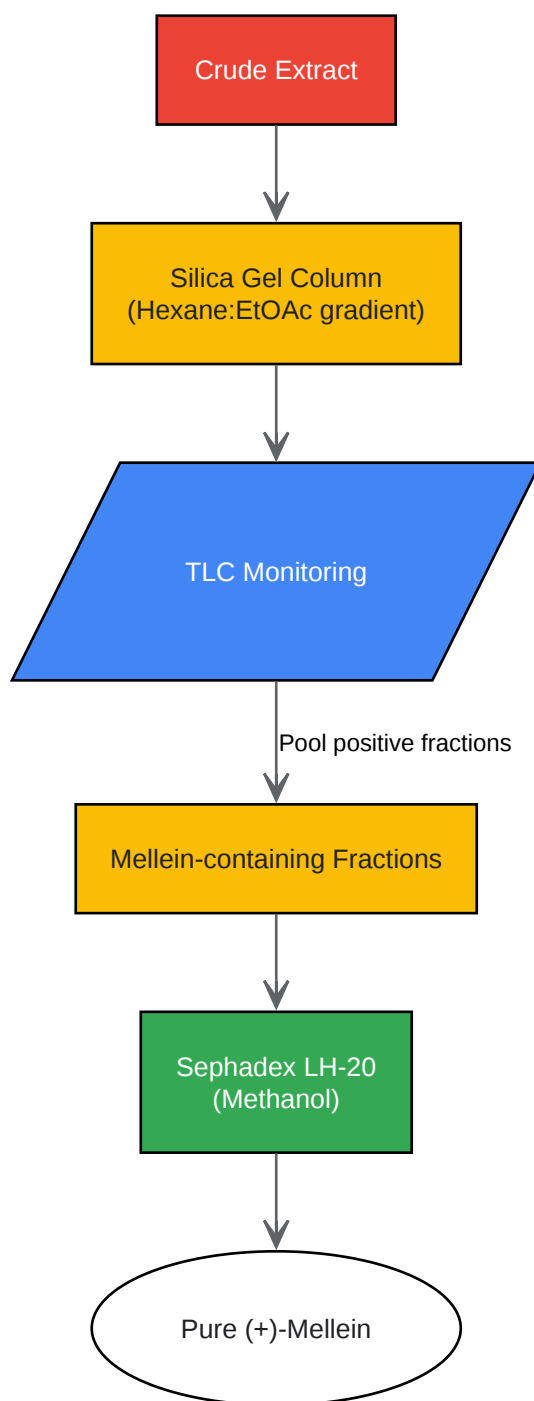 Crude Extract
Silica Gel Column
(Hexane:EtOAc gradient)
TLC Monitoring
Pool positive fractions
Mellein-containing Fractions
Sephadex LH-20
(Methanol)
Pure (+)-Mellein